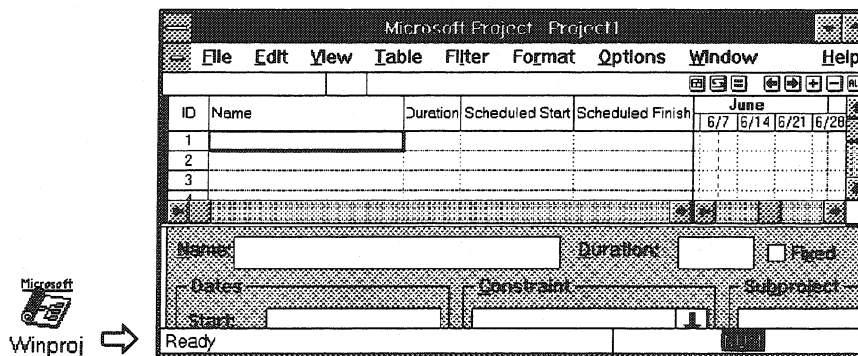 Microsoft Project - Project1
File Edit View Table Filter Format Options Window Help
ID Name Duration Scheduled Start Scheduled Finish June
6/7 6/14 6/21 6/28
1
2
3
4
Name: Duration: Fixed
Dates Constraint Subproject
Start:
Ready
Microsoft
Winproj